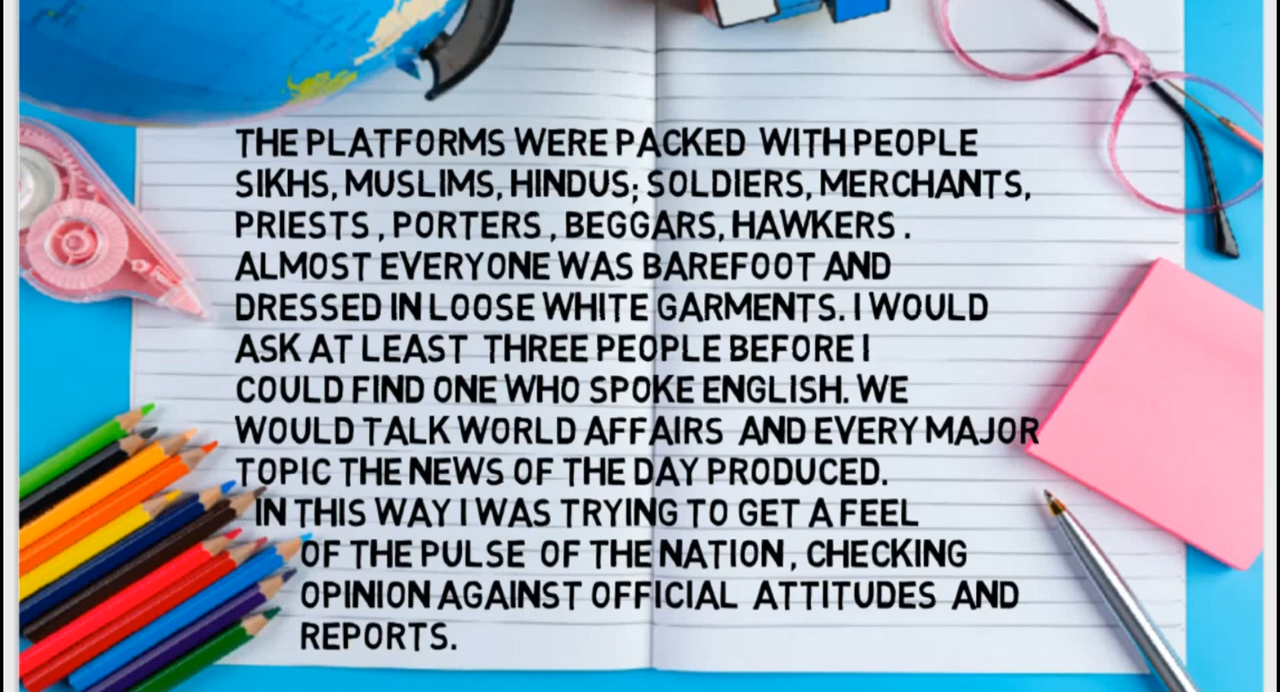 THE PLATFORMS WERE PACKED WITH PEOPLE
SIKHS, MUSLIMS, HINDUS; SOLDIERS, MERCHANTS,
PRIESTS , PORTERS , BEGGARS, HAWKERS .
ALMOST EVERYONE WAS BAREFOOT AND
DRESSED IN LOOSE WHITE GARMENTS. I WOULD
ASK AT LEAST THREE PEOPLE BEFORE I
COULD FIND ONE WHO SPOKE ENGLISH. WE
WOULD TALK WORLD AFFAIRS AND EVERY MAJOR
TOPIC THE NEWS OF THE DAY PRODUCED.
IN THIS WAY I WAS TRYING TO GET A FEEL
OF THE PULSE OF THE NATION , CHECKING
OPINION AGAINST OFFICIAL ATTITUDES AND
REPORTS.